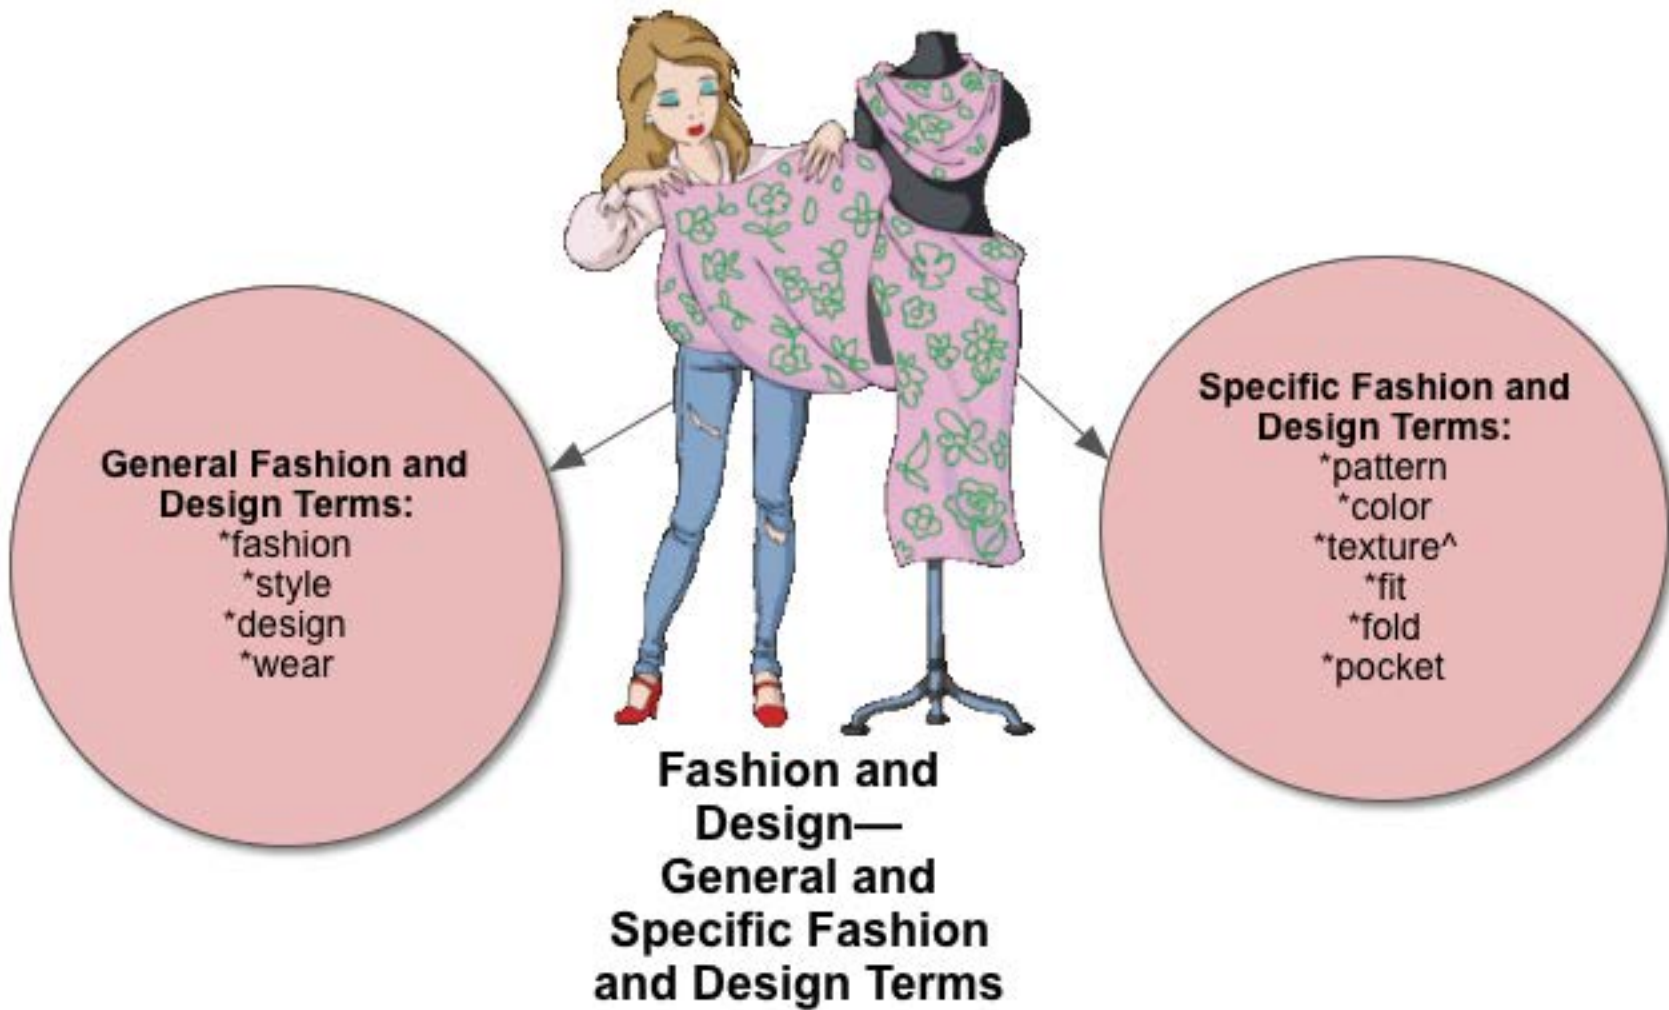 General Fashion and
Design Terms:
*fashion
*style
*design
*wear
Specific Fashion and
Design Terms:
*pattern
*color
*texture^
*fit
*fold
*pocket
Fashion and
Design—
General and
Specific Fashion
and Design Terms